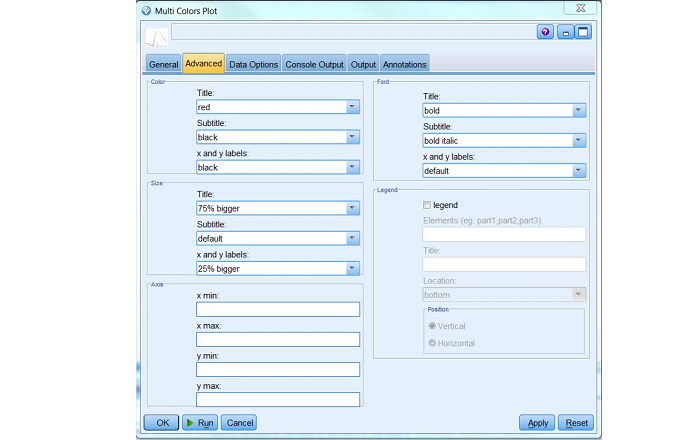 Multi Colors Plot
General Advanced Data Options Console Output Output Annotations
Color
Title:
red
Subtitle:
black
x and y labels:
black
Size
Title:
75% bigger
Subtitle:
default
x and y labels:
25% bigger
Axis
x min:
x max:
y min:
y max:
Font
Title:
bold
Subtitle:
bold italic
x and y labels:
default
Legend
legend
Elements (eg: part1,part2,part3):
Title:
Location:
bottom
Position
Vertical
Horizontal
OK Run Cancel Apply Reset